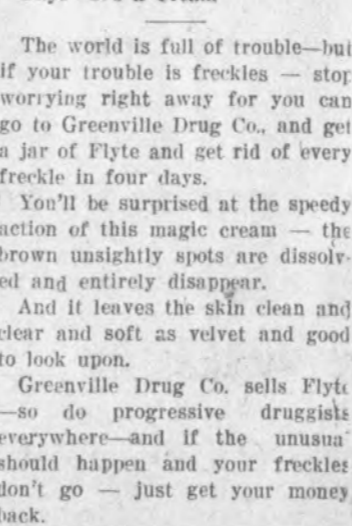 The world is full of trouble—but
if your trouble is freckles — stop
worrying right away for you can
go to Greenville Drug Co., and get
a jar of Flyte and get rid of every
freckle in four days.
You'll be surprised at the speedy
action of this magic cream — the
brown unsightly spots are dissolv-
ed and entirely disappear.
And it leaves the skin clean and
clear and soft as velvet and good
to look upon.
Greenville Drug Co. sells Flyte
—so do progressive druggists
everywhere—and if the unusual
should happen and your freckles
don't go — just get your money
back.